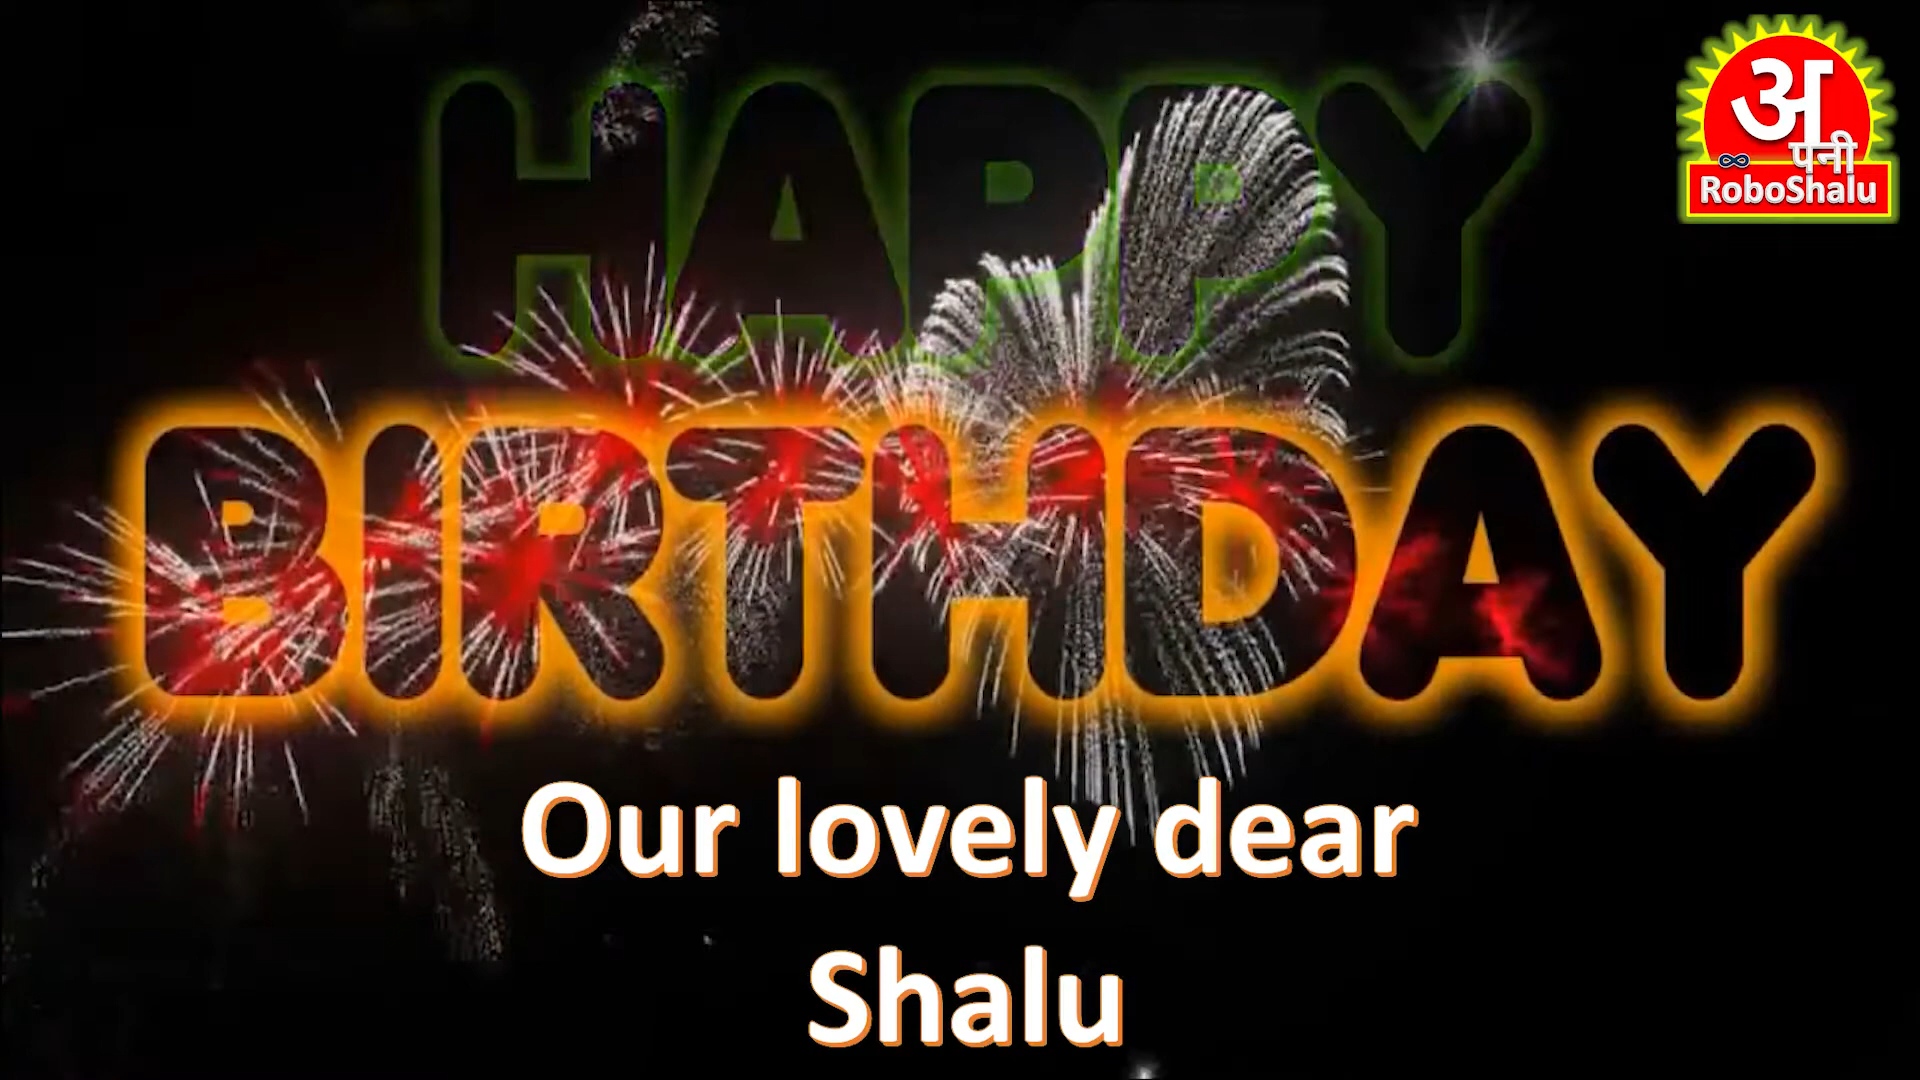 HAPPY
BIRTHDAY
Our lovely dear
Shalu
अ
पनी
RoboShalu